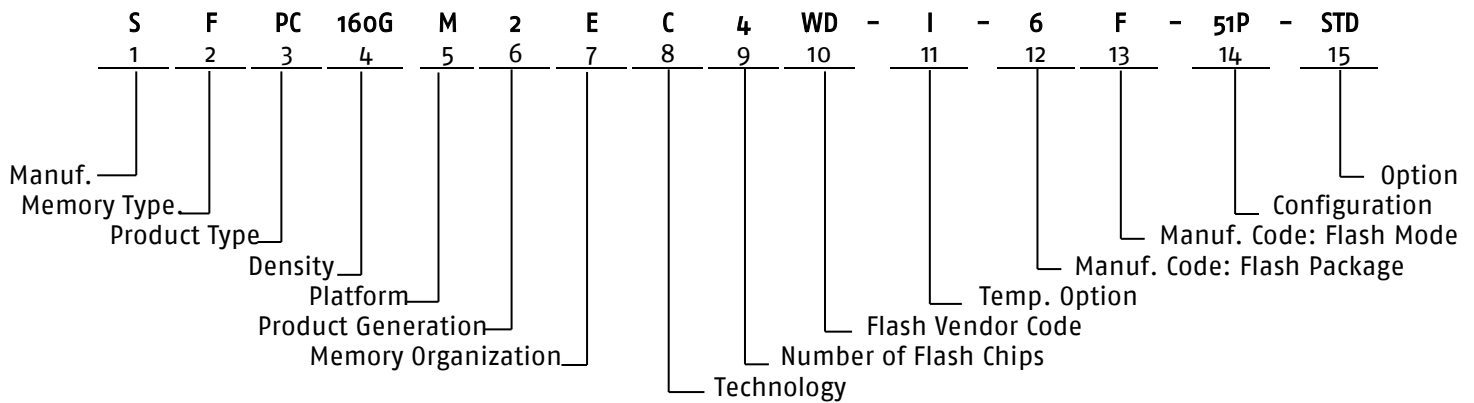 S F PC 160G M 2 E C 4 WD - I - 6 F - 51P - STD
1 2 3 4 5 6 7 8 9 10 11 12 13 14 15
Manuf. Option
Memory Type. Configuration
Product Type Manuf. Code: Flash Mode
Density Manuf. Code: Flash Package
Platform Temp. Option
Product Generation Flash Vendor Code
Memory Organization Number of Flash Chips
Technology